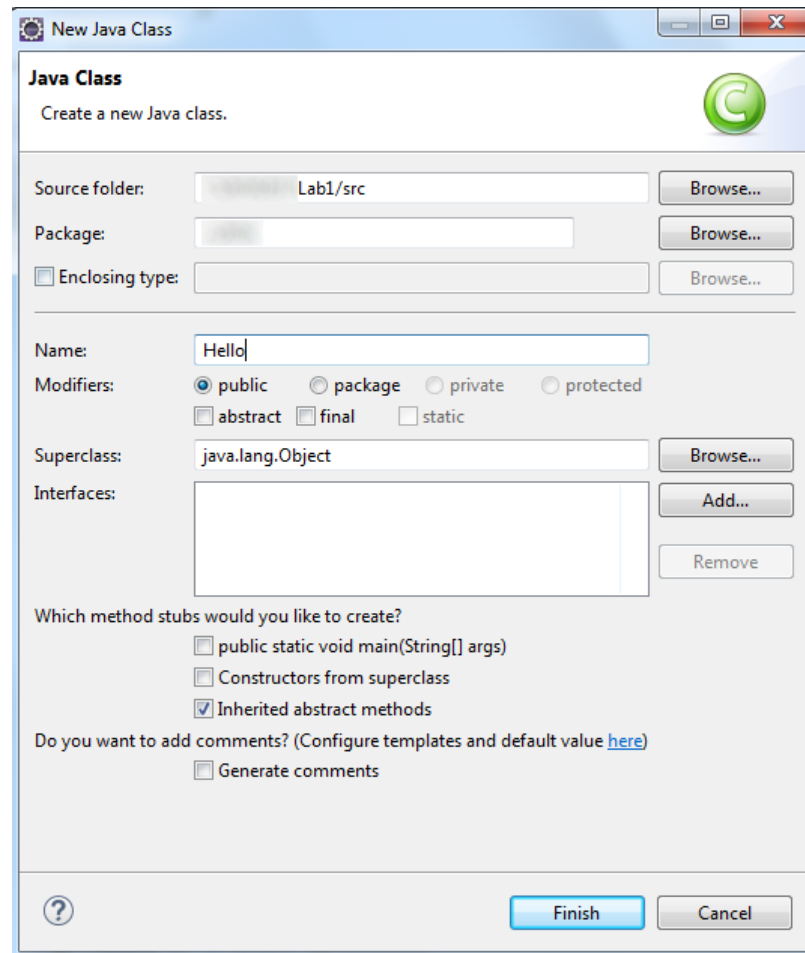 New Java Class
Java Class
Create a new Java class.
Source folder: Lab1/src Browse...
Package: Browse...
Enclosing type: Browse...
Name: Hello
Modifiers: public package private protected
abstract final static
Superclass: java.lang.Object Browse...
Interfaces: Add...
Remove
Which method stubs would you like to create?
public static void main(String[] args)
Constructors from superclass
Inherited abstract methods
Do you want to add comments? (Configure templates and default value here)
Generate comments
? Finish Cancel